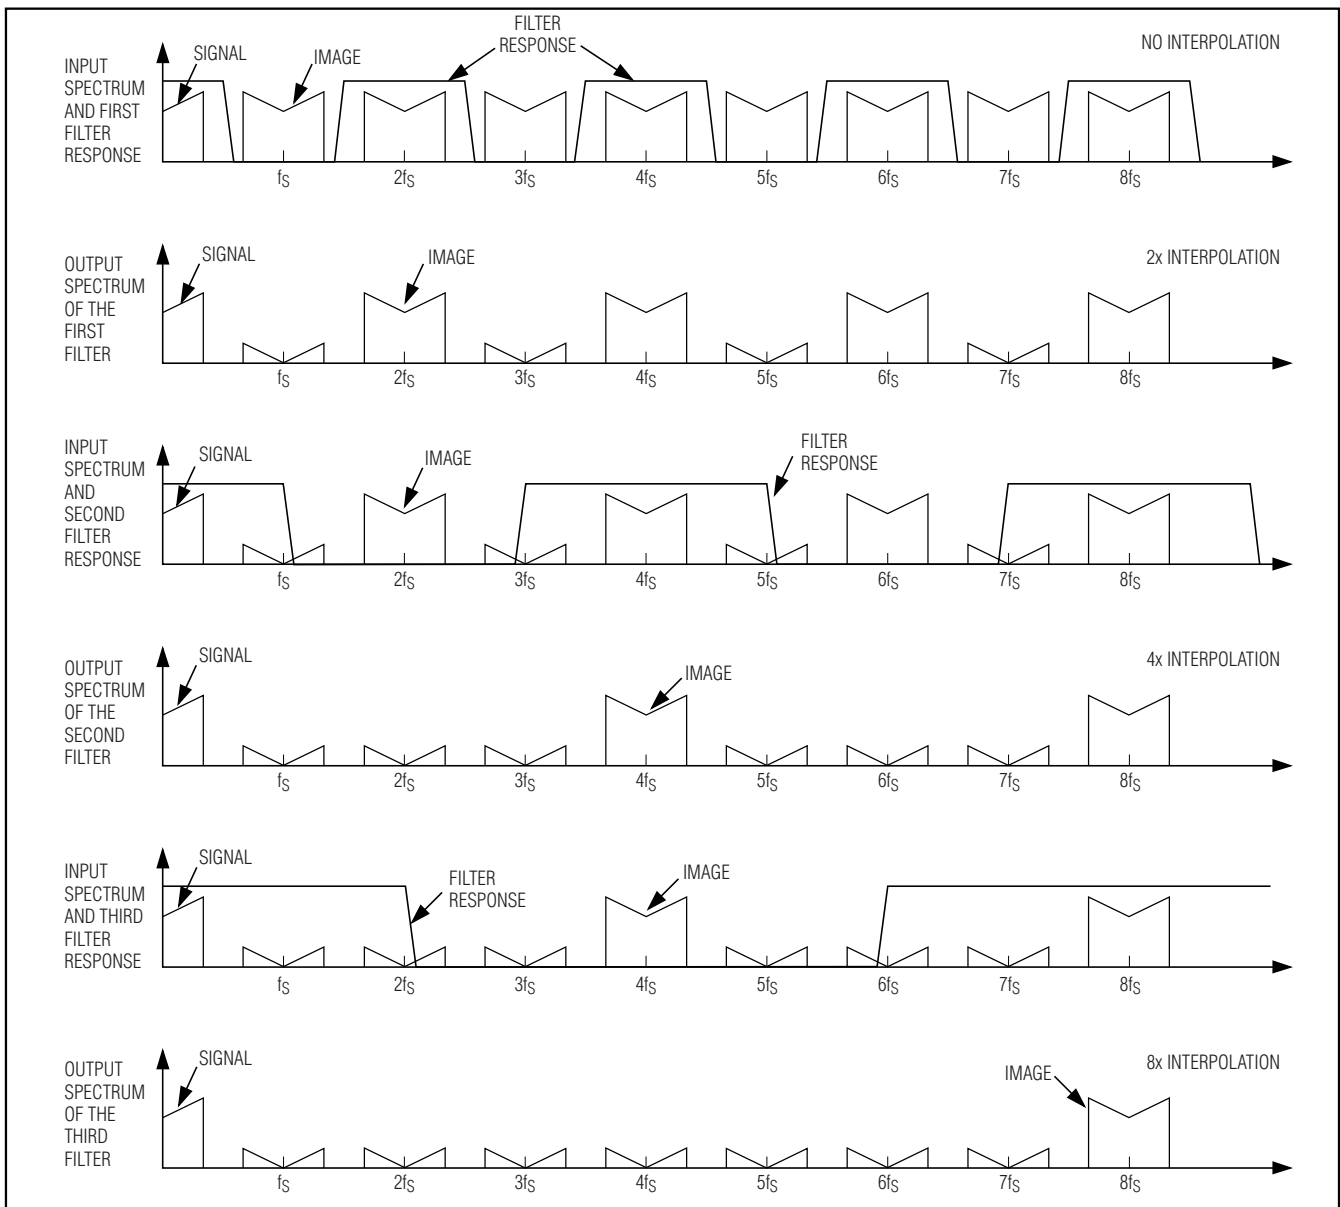 FILTER
RESPONSE
NO INTERPOLATION
SIGNAL
IMAGE
INPUT
SPECTRUM
AND FIRST
FILTER
RESPONSE
fS 2fS 3fS 4fS 5fS 6fS 7fS 8fS
SIGNAL
IMAGE
2x INTERPOLATION
OUTPUT
SPECTRUM
OF THE
FIRST
FILTER
fS 2fS 3fS 4fS 5fS 6fS 7fS 8fS
INPUT
SPECTRUM
AND
SECOND
FILTER
RESPONSE
SIGNAL
IMAGE
FILTER
RESPONSE
fS 2fS 3fS 4fS 5fS 6fS 7fS 8fS
SIGNAL
IMAGE
4x INTERPOLATION
OUTPUT
SPECTRUM
OF THE
SECOND
FILTER
fS 2fS 3fS 4fS 5fS 6fS 7fS 8fS
SIGNAL
FILTER
RESPONSE
IMAGE
INPUT
SPECTRUM
AND THIRD
FILTER
RESPONSE
fS 2fS 3fS 4fS 5fS 6fS 7fS 8fS
SIGNAL
IMAGE
8x INTERPOLATION
OUTPUT
SPECTRUM
OF THE
THIRD
FILTER
fS 2fS 3fS 4fS 5fS 6fS 7fS 8fS